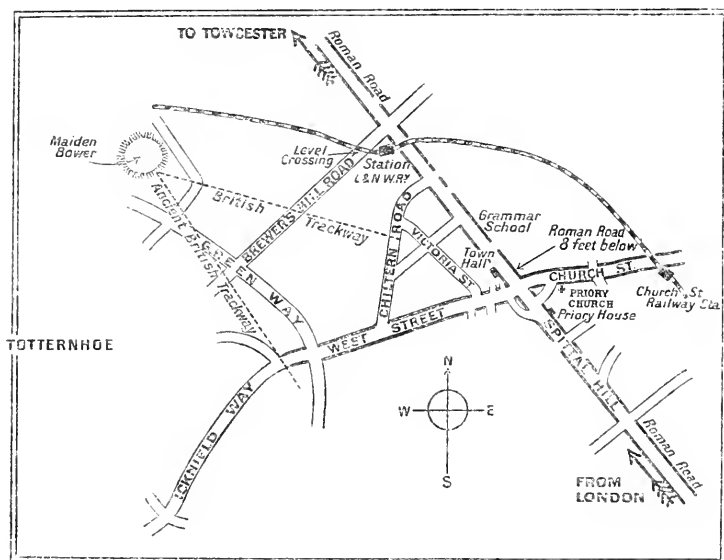 TO TOWCESTER
Roman Road
Maiden
Bower
Level
Crossing
Station
L & N.W.RY
BREWER'S HILL ROAD
British
Trackway
Ancient British Trackway
GREEN WAY
CHILTERN ROAD
VICTORIA ST
Grammar
School
Town
Hall
Roman Road
8 feet below
CHURCH ST.
PRIORY
CHURCH
Priory House
Church St
Railway Sta
WEST STREET
SPITTAL HILL
TOTTERNHOE
ICKNIELD WAY
N
W
E
S
Roman Road
FROM
LONDON